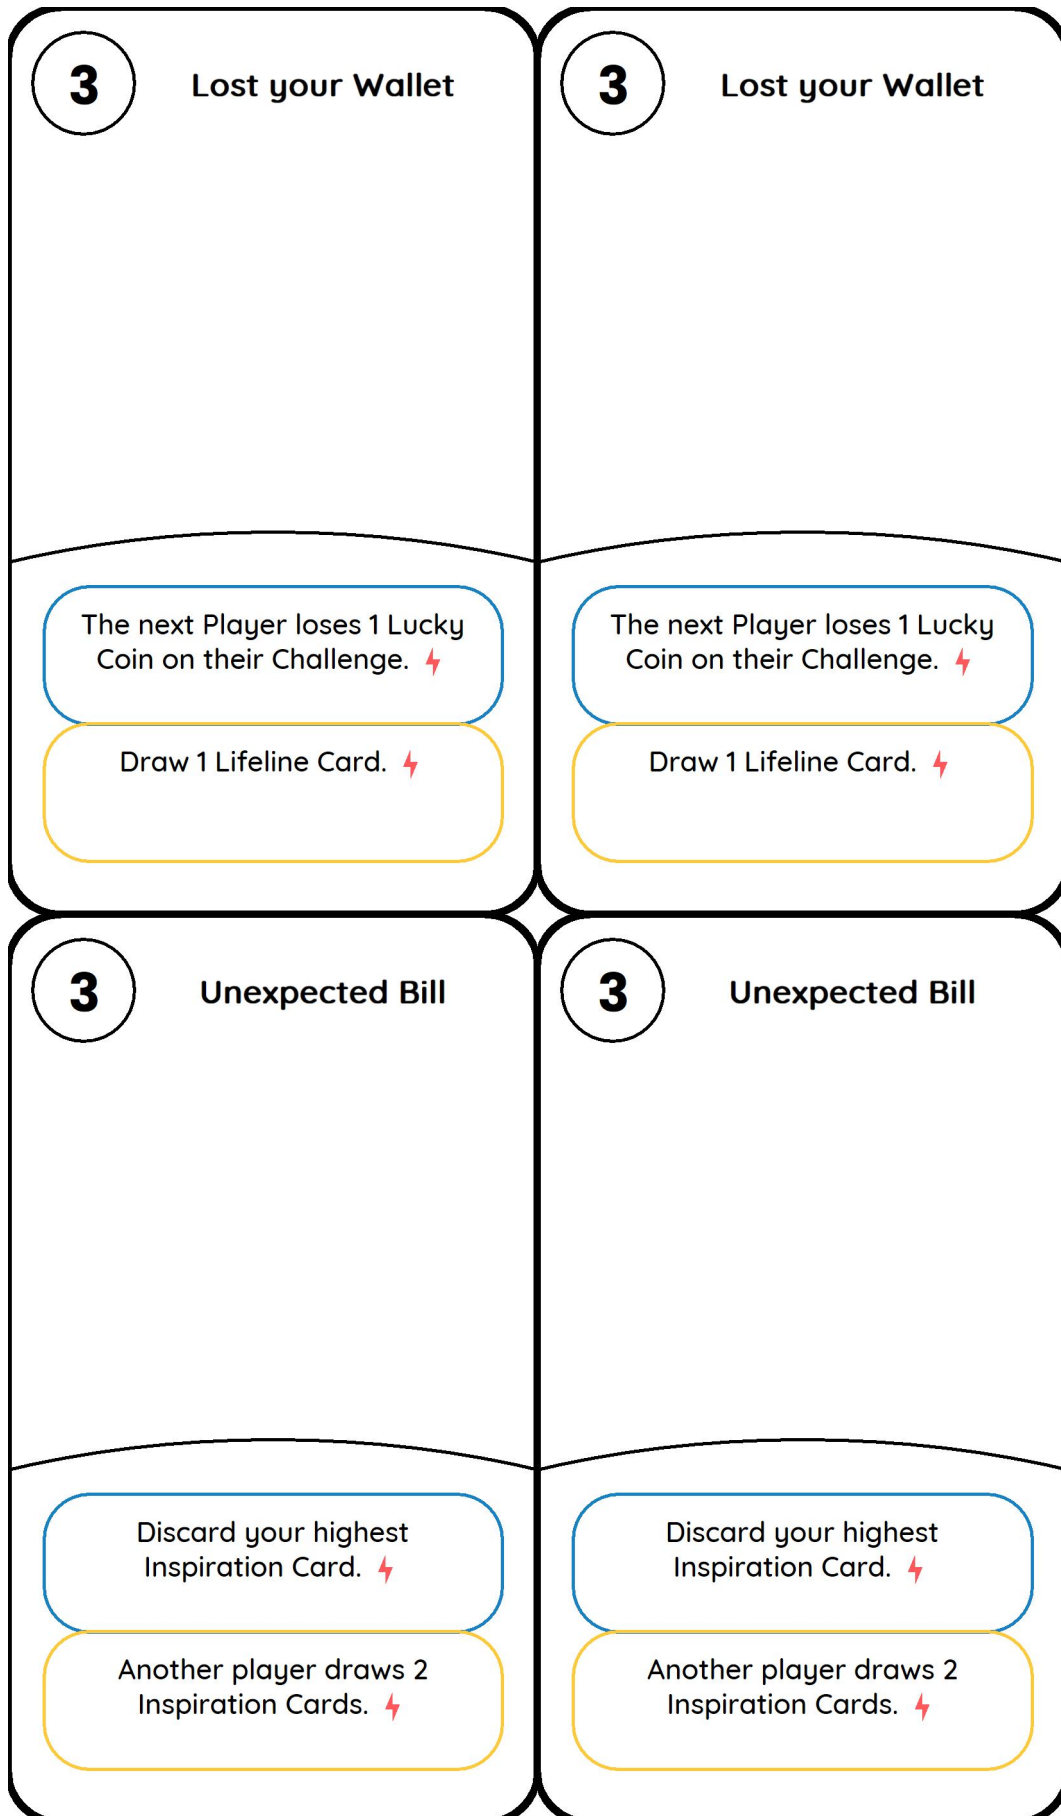 3
Lost your Wallet
The next Player loses 1 Lucky
Coin on their Challenge.
Draw 1 Lifeline Card.
3
Lost your Wallet
The next Player loses 1 Lucky
Coin on their Challenge.
Draw 1 Lifeline Card.
3
Unexpected Bill
Discard your highest
Inspiration Card.
Another player draws 2
Inspiration Cards.
3
Unexpected Bill
Discard your highest
Inspiration Card.
Another player draws 2
Inspiration Cards.